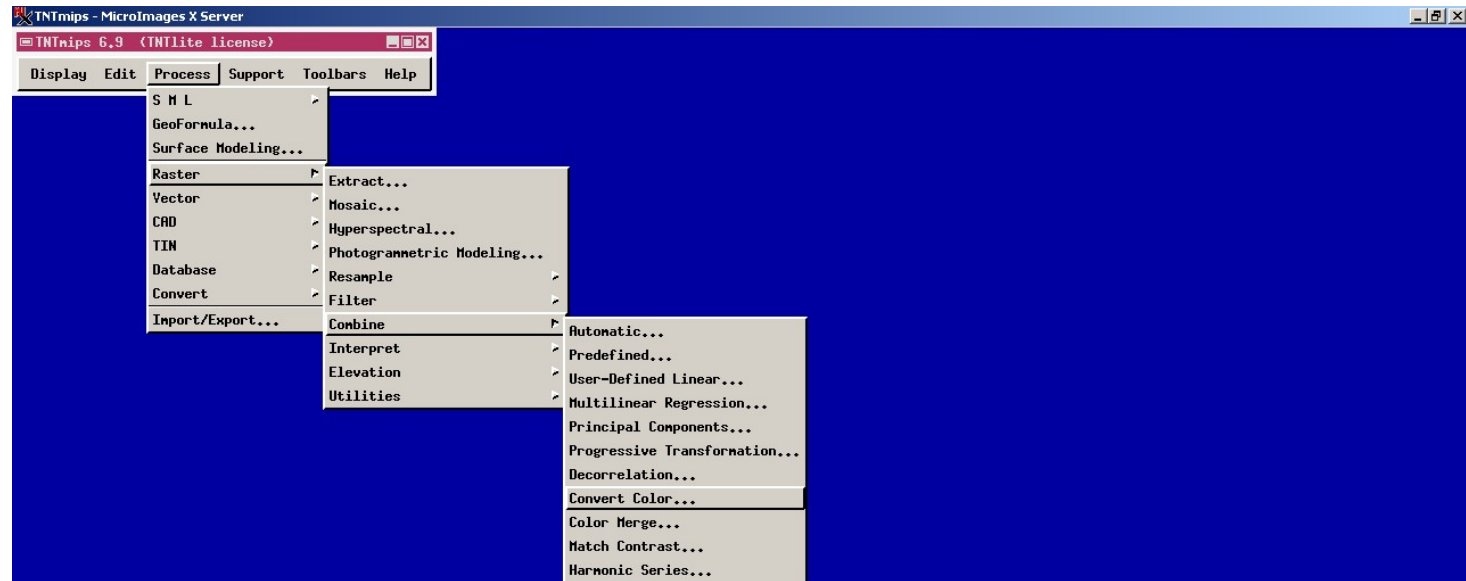 TNTmips - MicroImages X Server
TNTmips 6.9 (TNTlite license)
Display Edit Process Support Toolbars Help
S M L
GeoFormula...
Surface Modeling...
Raster
Vector
CAD
TIN
Database
Convert
Import/Export...
Extract...
Mosaic...
Hyperspectral...
Photogrammetric Modeling...
Resample
Filter
Combine
Interpret
Elevation
Utilities
Automatic...
Predefined...
User-Defined Linear...
Multilinear Regression...
Principal Components...
Progressive Transformation...
Decorrelation...
Convert Color...
Color Merge...
Match Contrast...
Harmonic Series...